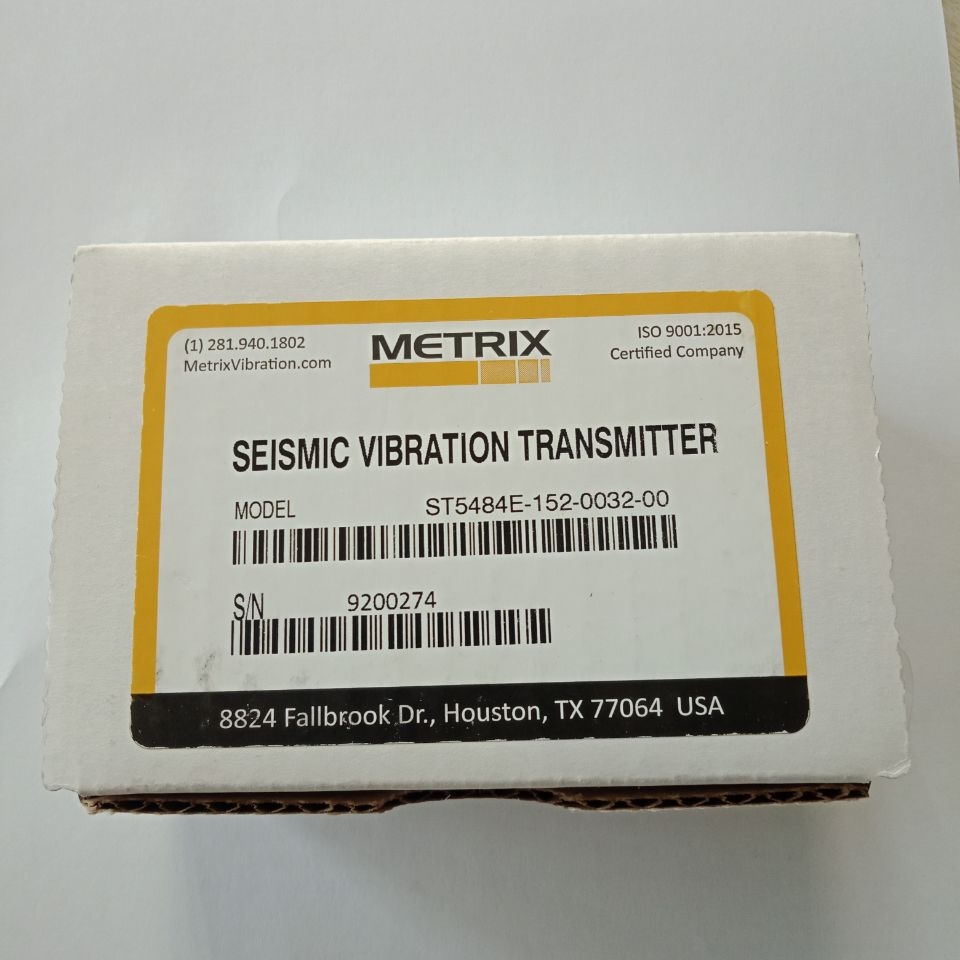 (1) 281.940.1802
MetrixVibration.com
METRIX
ISO 9001:2015
Certified Company
SEISMIC VIBRATION TRANSMITTER
MODEL ST5484E-152-0032-00
S/N 9200274
8824 Fallbrook Dr., Houston, TX 77064 USA